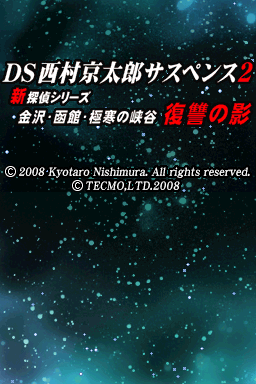 DS西村京太郎サスペンス2
新探偵シリーズ
・金沢・函館・極寒の峡谷 復讐の影
© 2008 Kyotaro Nishimura. All rights reserved.
© TECMO,LTD.2008